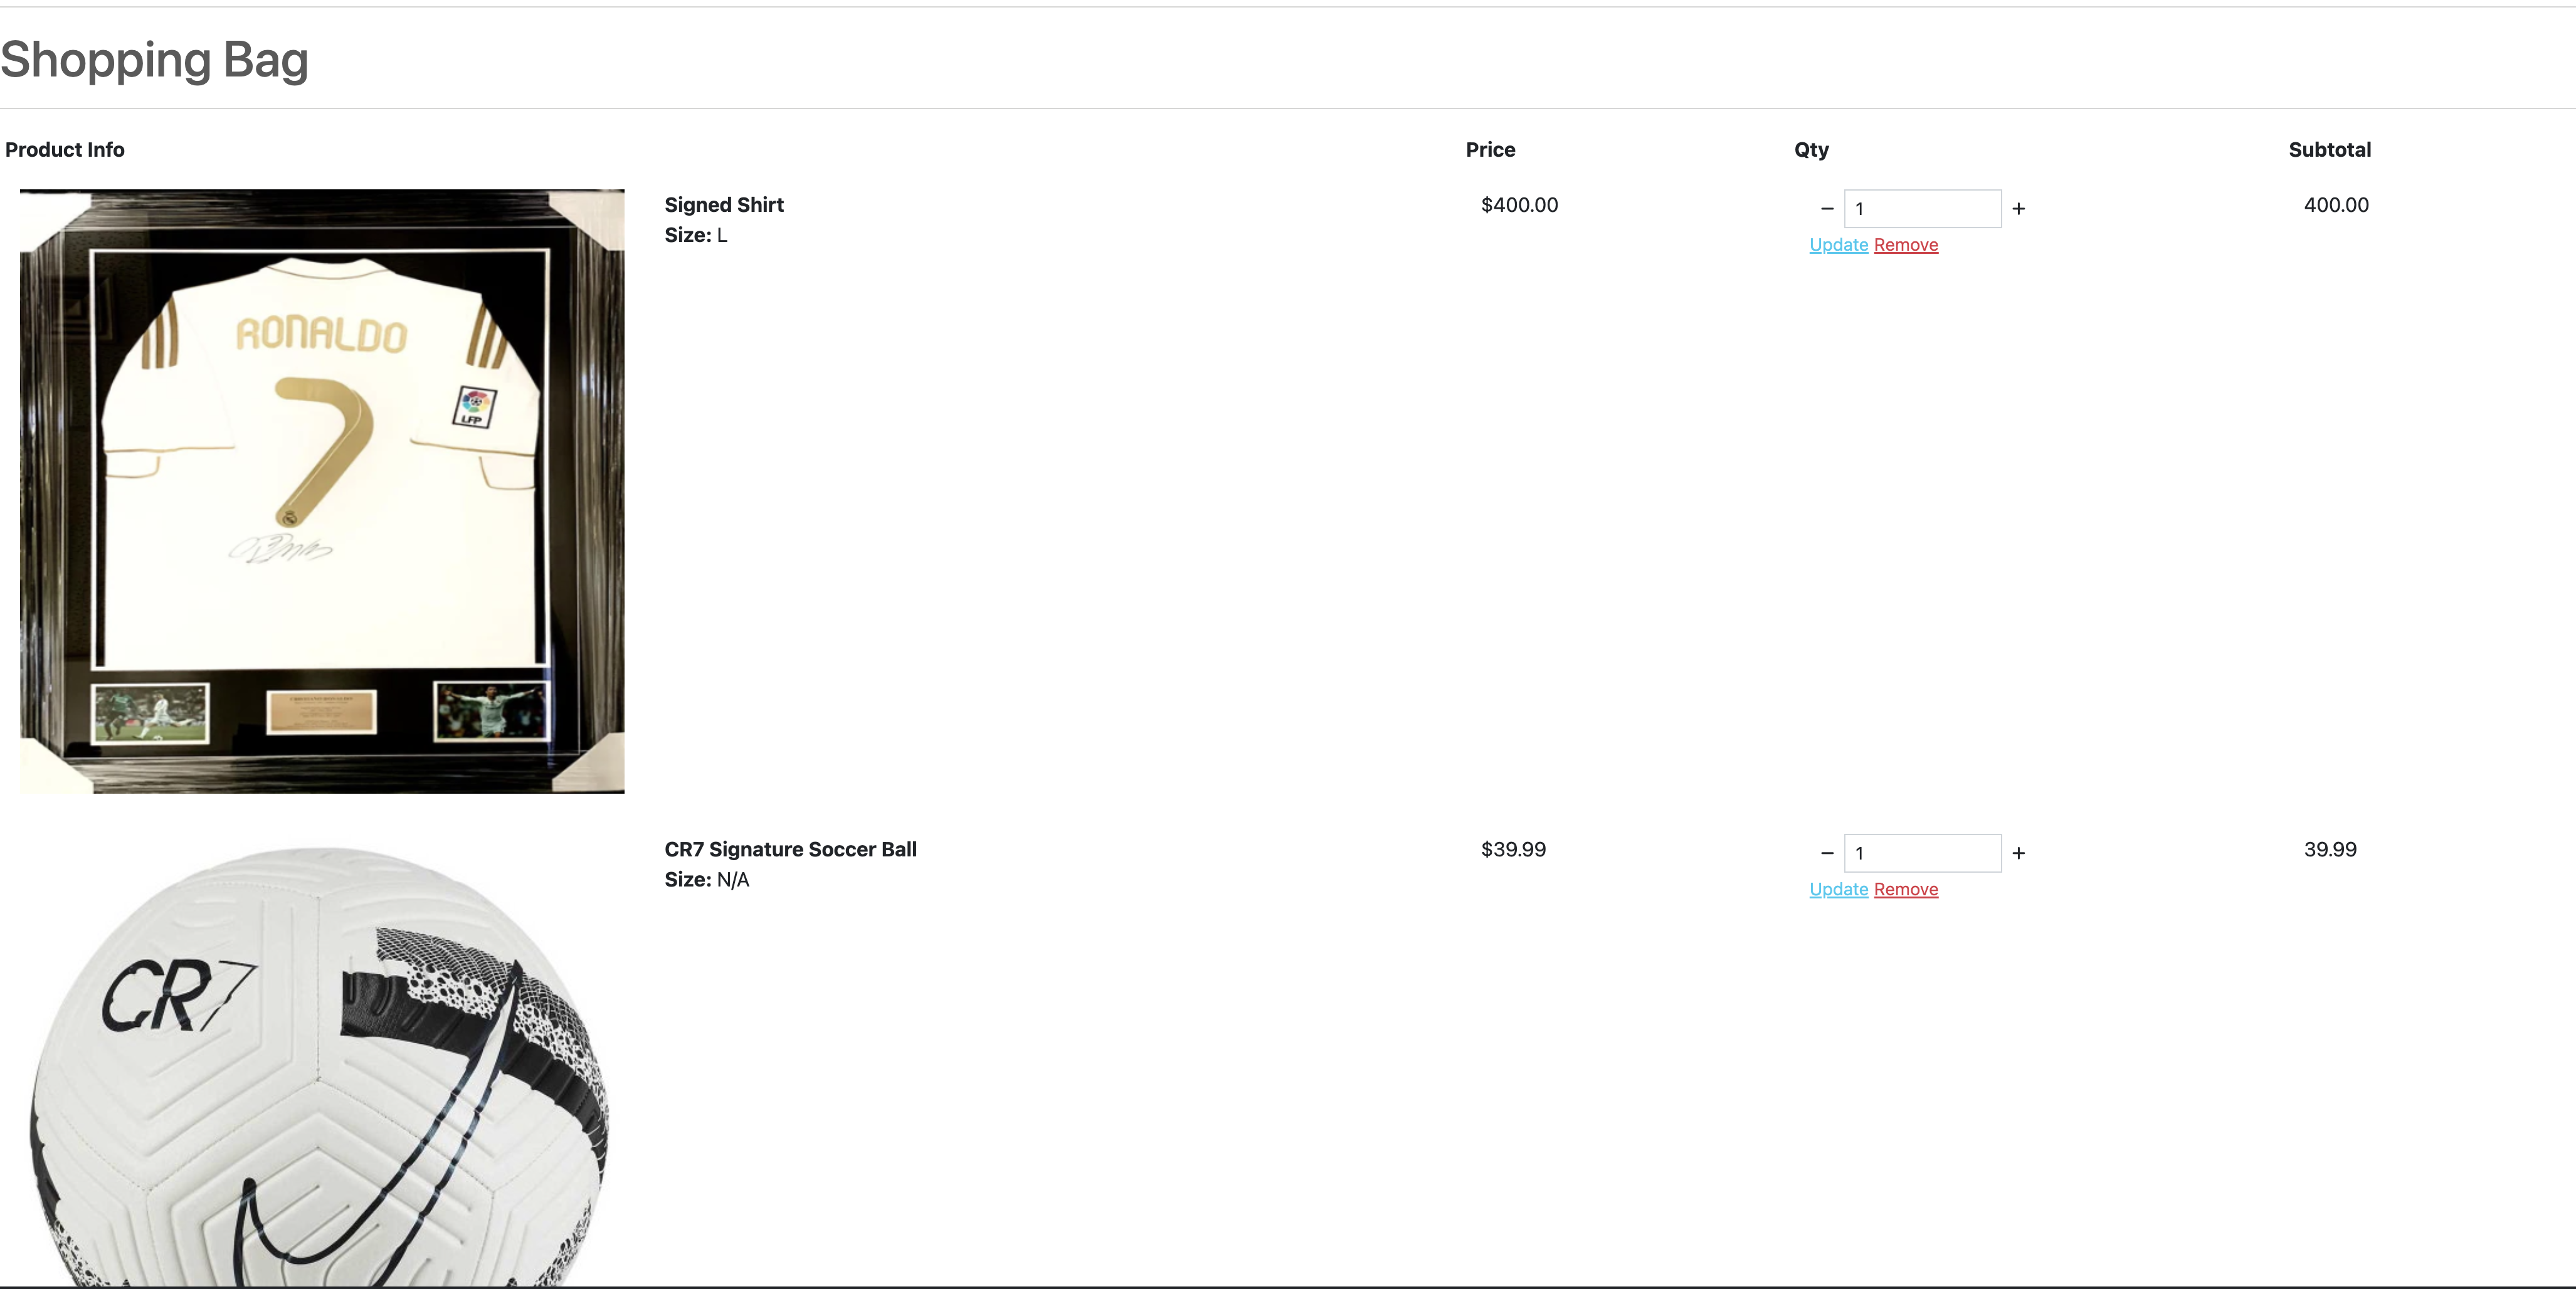 Shopping Bag
Product Info Price Qty Subtotal
Signed Shirt $400.00 − 1 + 400.00
Size: L
Update Remove
RONALDO
7
LFP
CR7 Signature Soccer Ball $39.99 − 1 + 39.99
Size: N/A
Update Remove
CR7